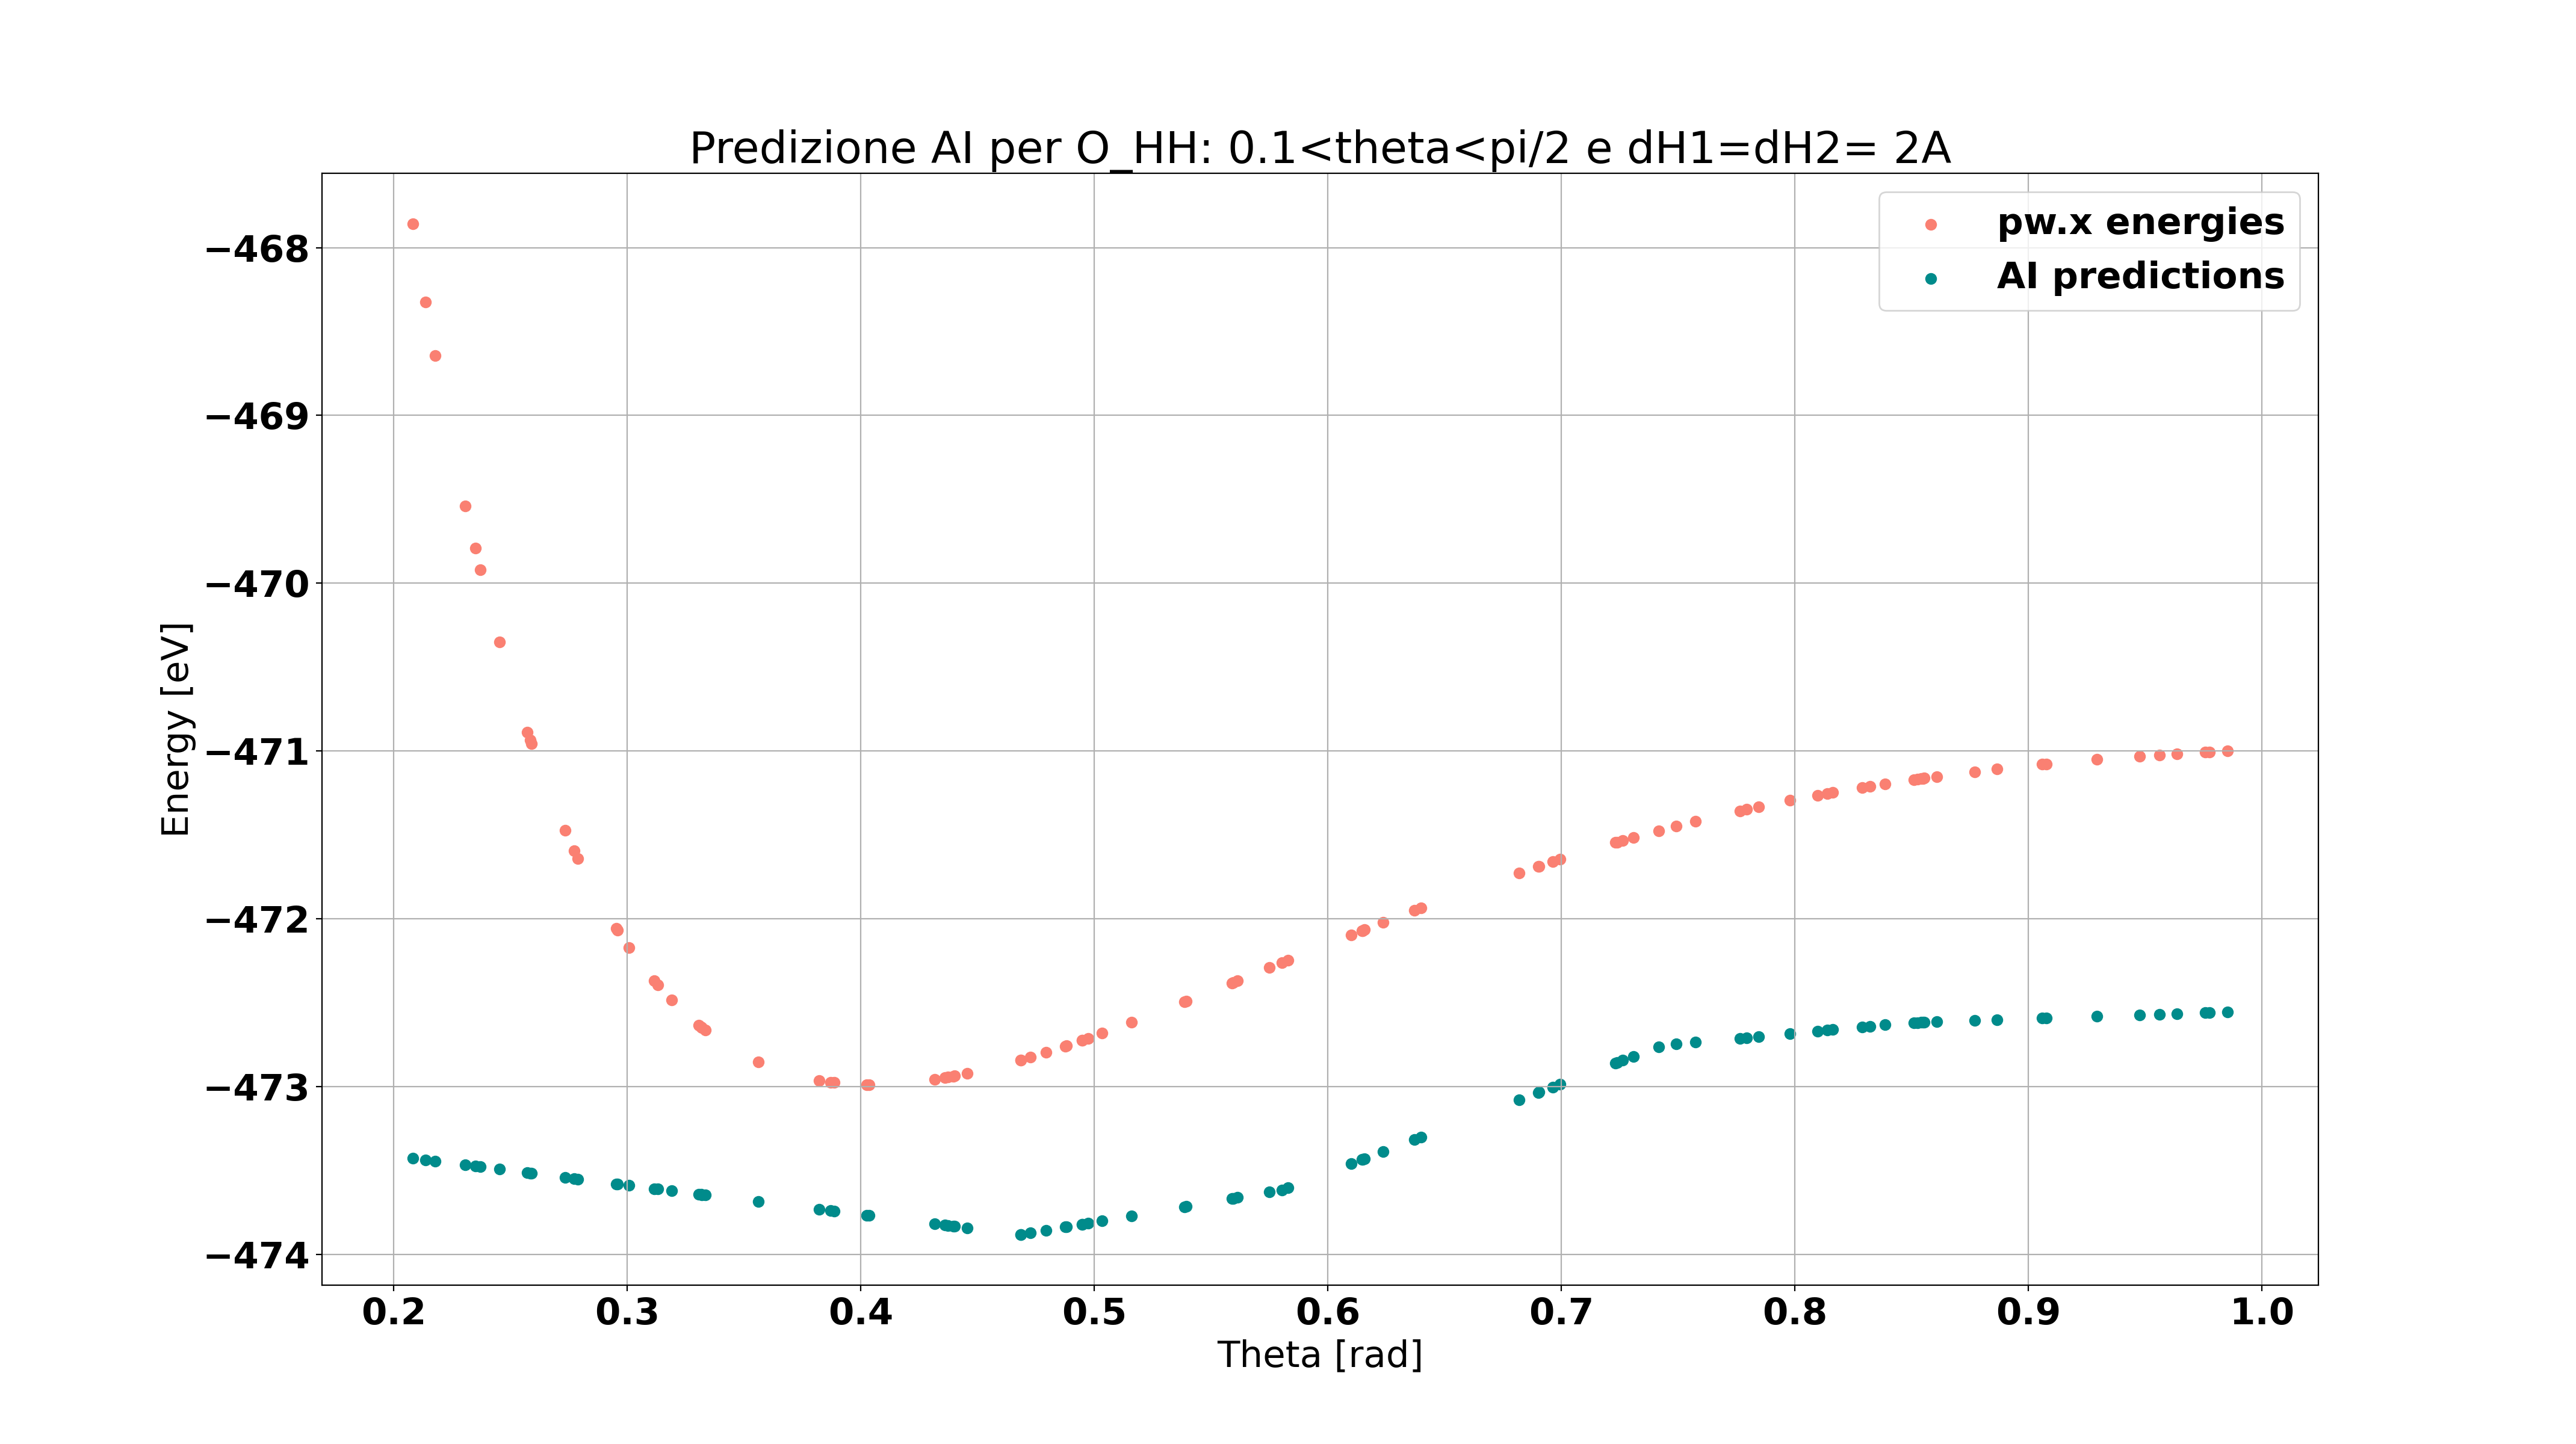 Predizione AI per O_HH: 0.1<theta<pi/2 e dH1=dH2= 2A
pw.x energies
AI predictions
Energy [eV]
−468
−469
−470
−471
−472
−473
−474
0.2 0.3 0.4 0.5 0.6 0.7 0.8 0.9 1.0
Theta [rad]